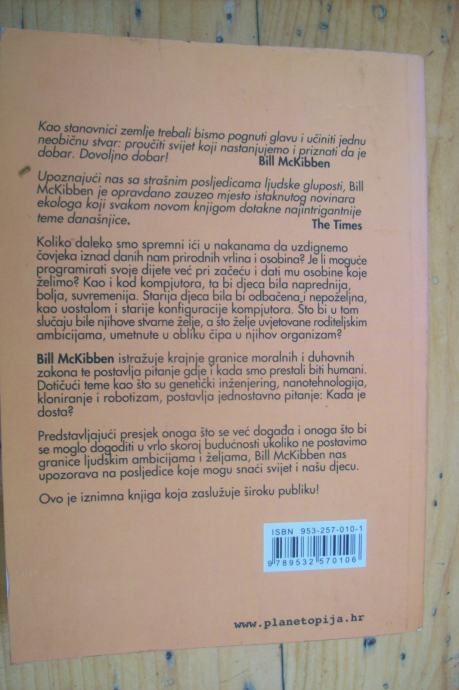 Kao stanovnici zemlje trebali bismo pognuti glavu i učiniti jednu
neobičnu stvar: proučiti svijet koji nastanjujemo i priznati da je
dobar. Dovoljno dobar!
Bill McKibben
Upoznajući nas sa strašnim posljedicama ljudske gluposti, Bill
McKibben je opravdano zauzeo mjesto istaknutog novinara
ekologa koji svakom novom knjigom dotakne najintrigantnije
teme današnjice.
The Times
Koliko daleko smo spremni ići u nakanama da uzdignemo
čovjeka iznad danih nam prirodnih vrlina i osobina? Je li moguće
programirati svoje dijete već pri začeću i dati mu osobine koje
želimo? Kao i kod kompjutora, ta bi djeca bila naprednija,
bolja, suvremenija. Starija djeca bila bi odbačena i nepoželjna,
kao uostalom i starije konfiguracije kompjutora. Što bi u tom
slučaju bile njihove stvarne želje, a što želje uvjetovane roditeljskim
ambicijama, umetnute u obliku čipa u njihov organizam?
Bill McKibben istražuje krajnje granice moralnih i duhovnih
zakona te postavlja pitanje gdje i kada smo prestali biti humani.
Dotičući teme kao što su genetički inženjering, nanotehnologija,
kloniranje i robotizam, postavlja jednostavno pitanje: Kada je
dosta?
Predstavljajući presjek onoga što se već događa i onoga što bi
se moglo dogoditi u vrlo skoroj budućnosti ukoliko ne postavimo
granice ljudskim ambicijama i željama, Bill McKibben nas
upozorava na posljedice koje mogu snaći svijet i našu djecu.
Ovo je iznimna knjiga koja zaslužuje široku publiku!
ISBN 953-257-010-1
9 789532 570106
www.planetopija.hr